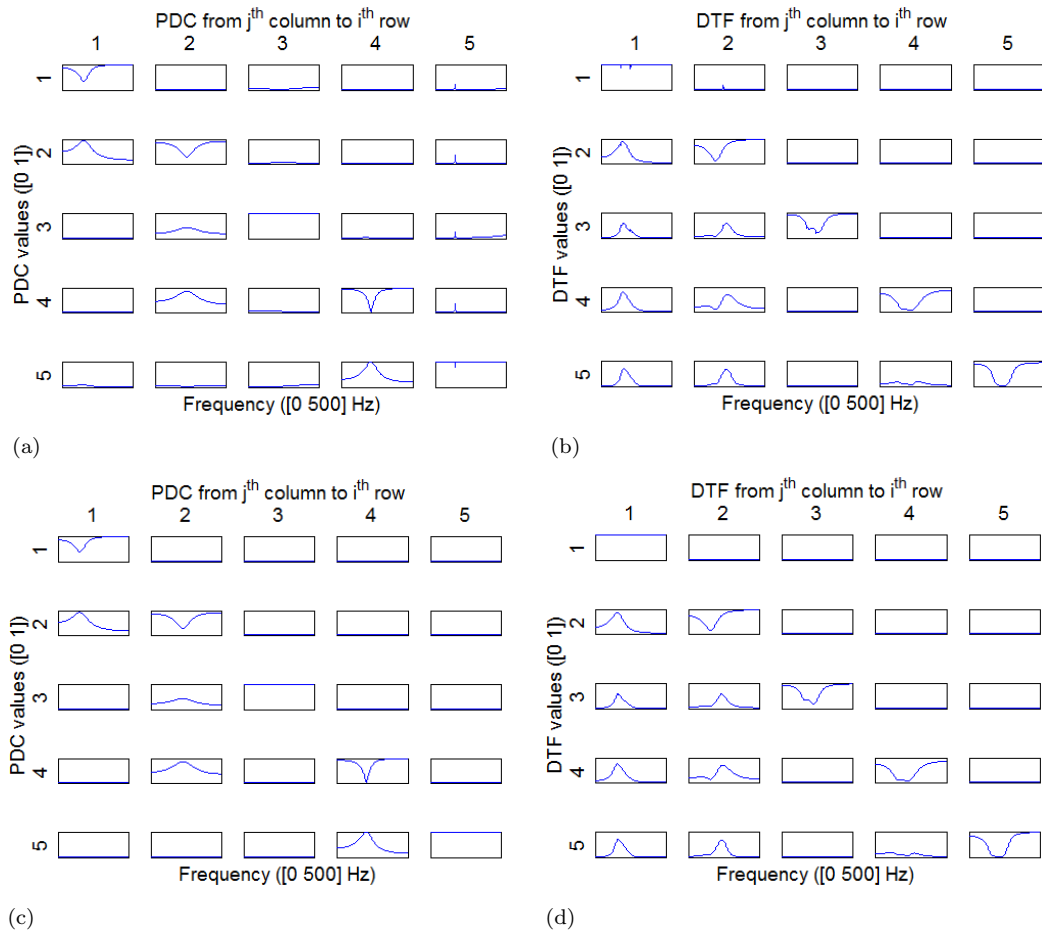 PDC from j^th column to i^th row
1 2 3 4 5
1
2
3
4
5
PDC values ([0 1])
Frequency ([0 500] Hz)
(a)
DTF from j^th column to i^th row
1 2 3 4 5
1
2
3
4
5
DTF values ([0 1])
Frequency ([0 500] Hz)
(b)
PDC from j^th column to i^th row
1 2 3 4 5
1
2
3
4
5
PDC values ([0 1])
Frequency ([0 500] Hz)
(c)
DTF from j^th column to i^th row
1 2 3 4 5
1
2
3
4
5
DTF values ([0 1])
Frequency ([0 500] Hz)
(d)